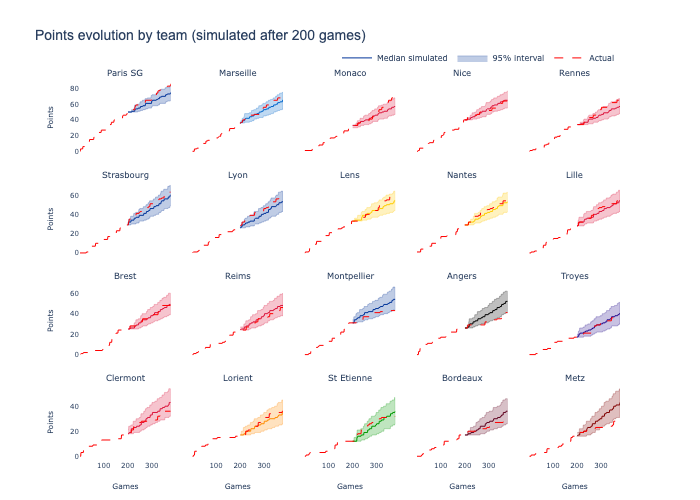 Points evolution by team (simulated after 200 games)
Median simulated 95% interval Actual
Paris SG Marseille Monaco Nice Rennes
80
60
40
20
0
Points
Strasbourg Lyon Lens Nantes Lille
60
40
20
0
Points
Brest Reims Montpellier Angers Troyes
60
40
20
0
Points
Clermont Lorient St Etienne Bordeaux Metz
40
20
0
Points
100 200 300 100 200 300 100 200 300 100 200 300 100 200 300
Games Games Games Games Games